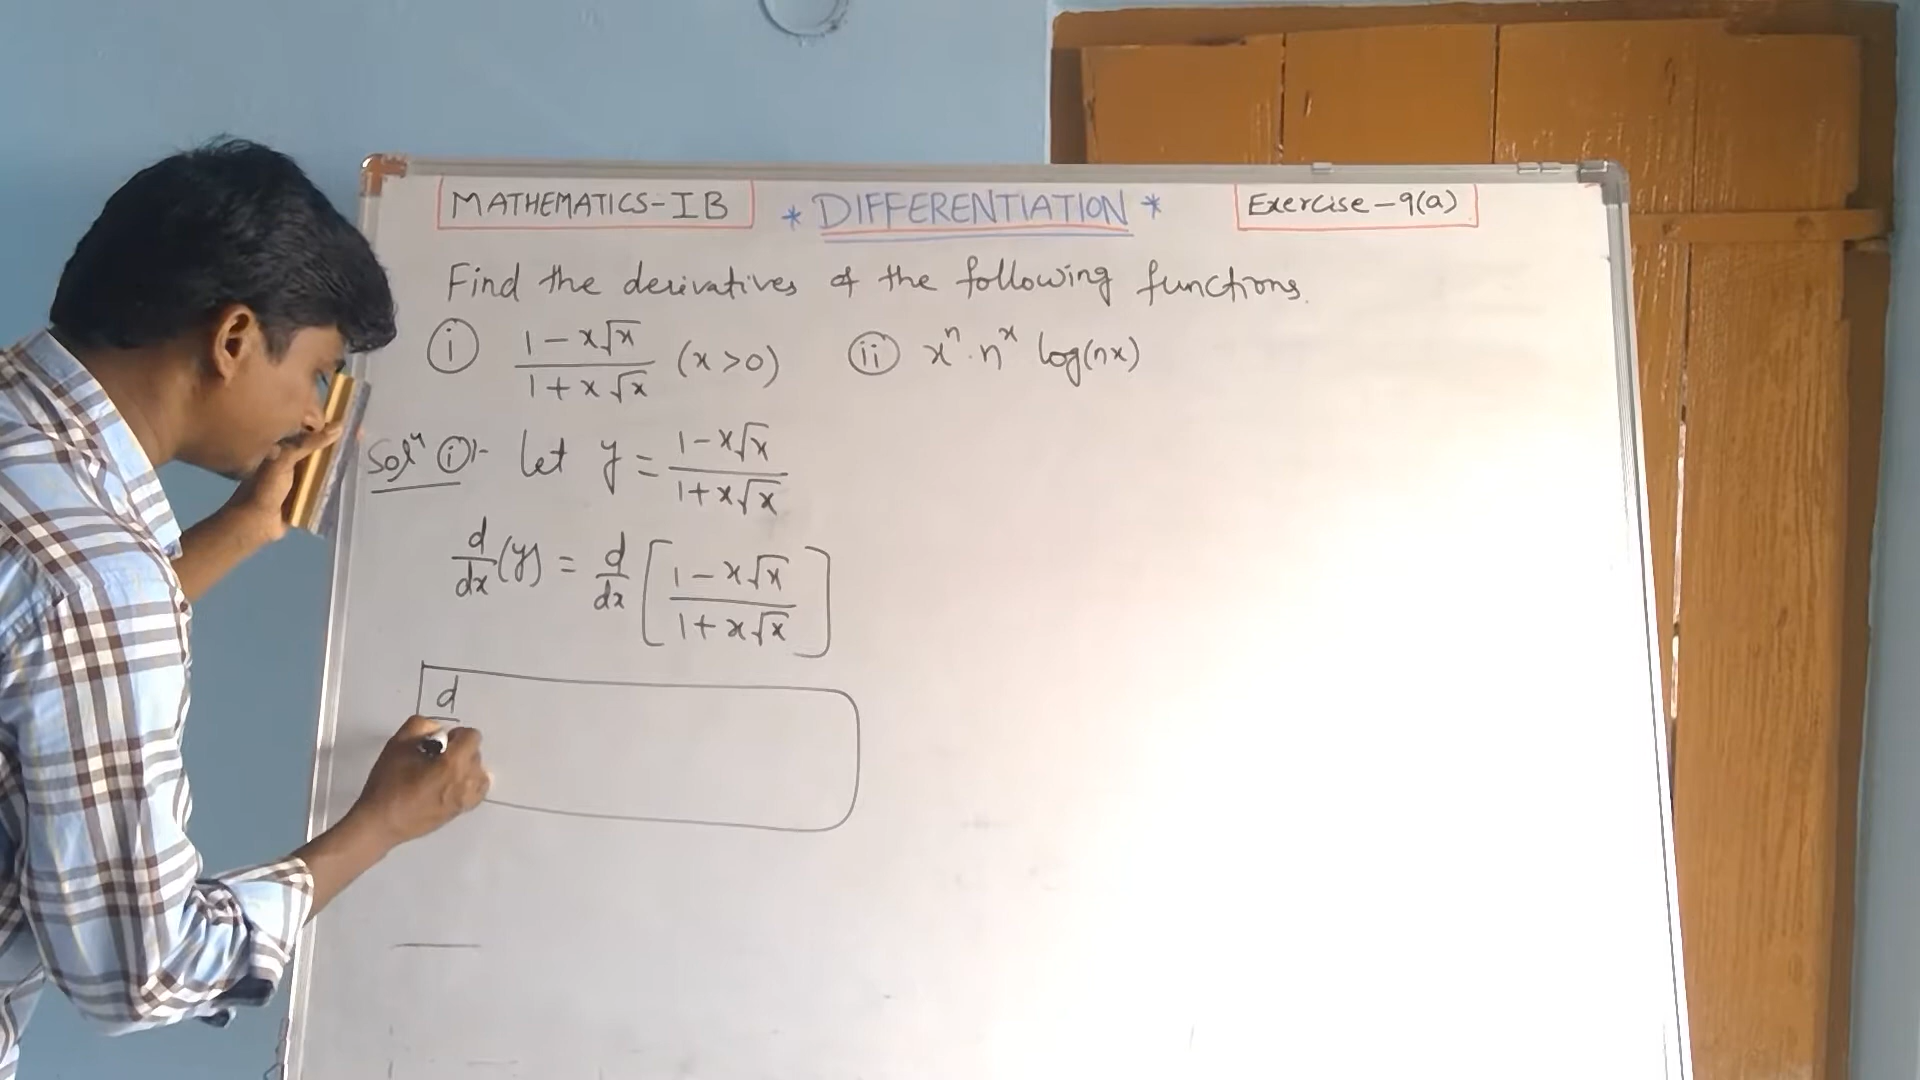 MATHEMATICS-IB * DIFFERENTIATION * Exercise-9(a)
Find the derivatives of the following functions.
(i) (1-x√x)/(1+x√x) (x>0) (ii) xⁿ·nˣ log(nx)
Solⁿ (i):- let y = (1-x√x)/(1+x√x)
d/dx (y) = d/dx [(1-x√x)/(1+x√x)]
d